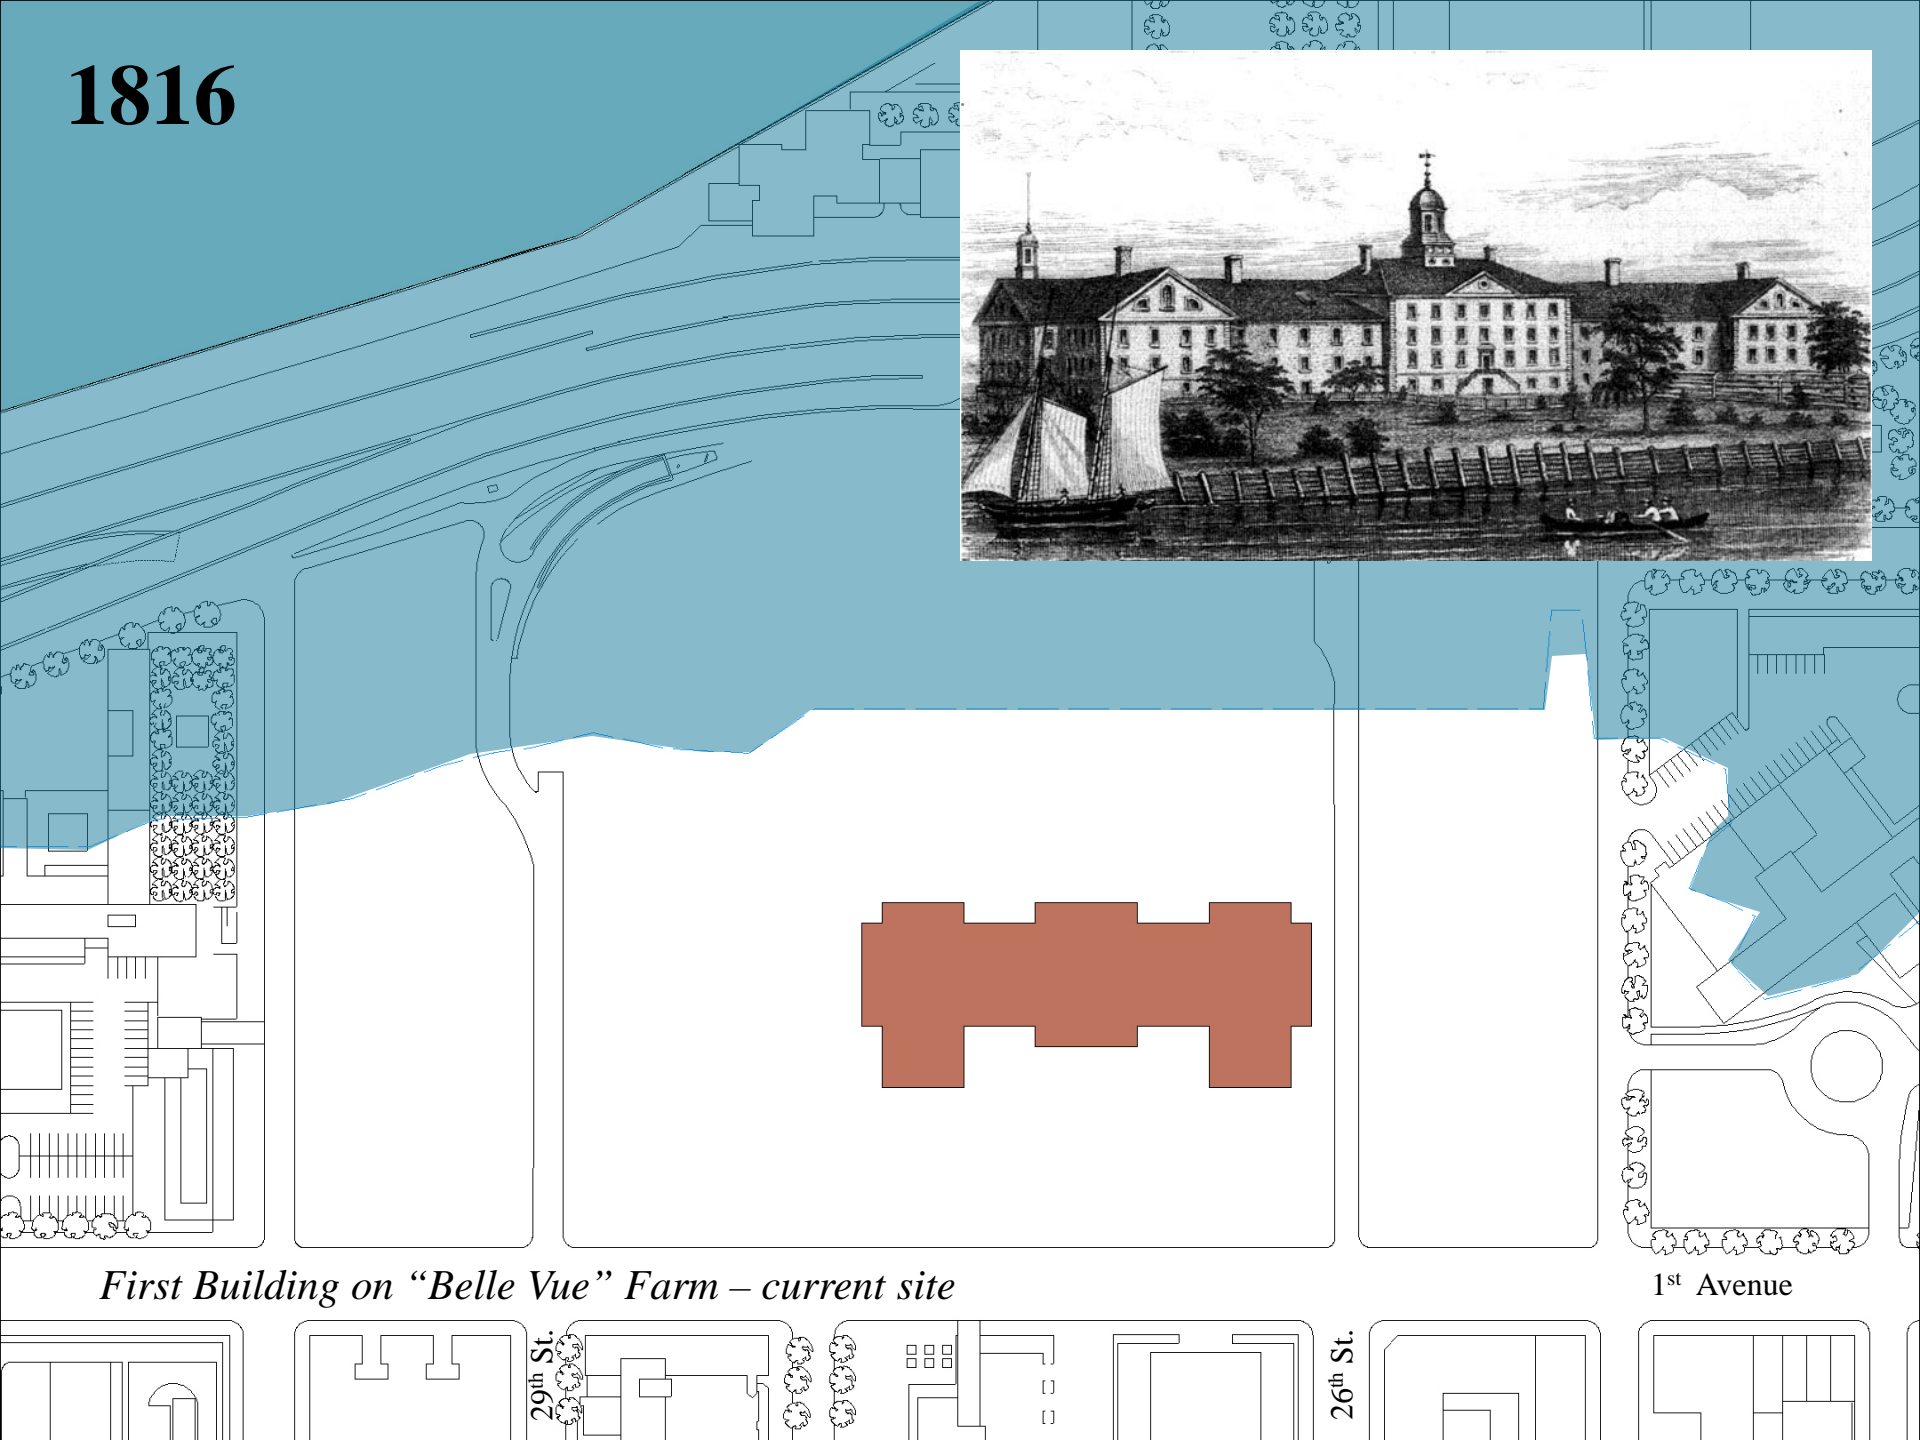 1816
First Building on “Belle Vue” Farm – current site
1st Avenue
29th St.
26th St.